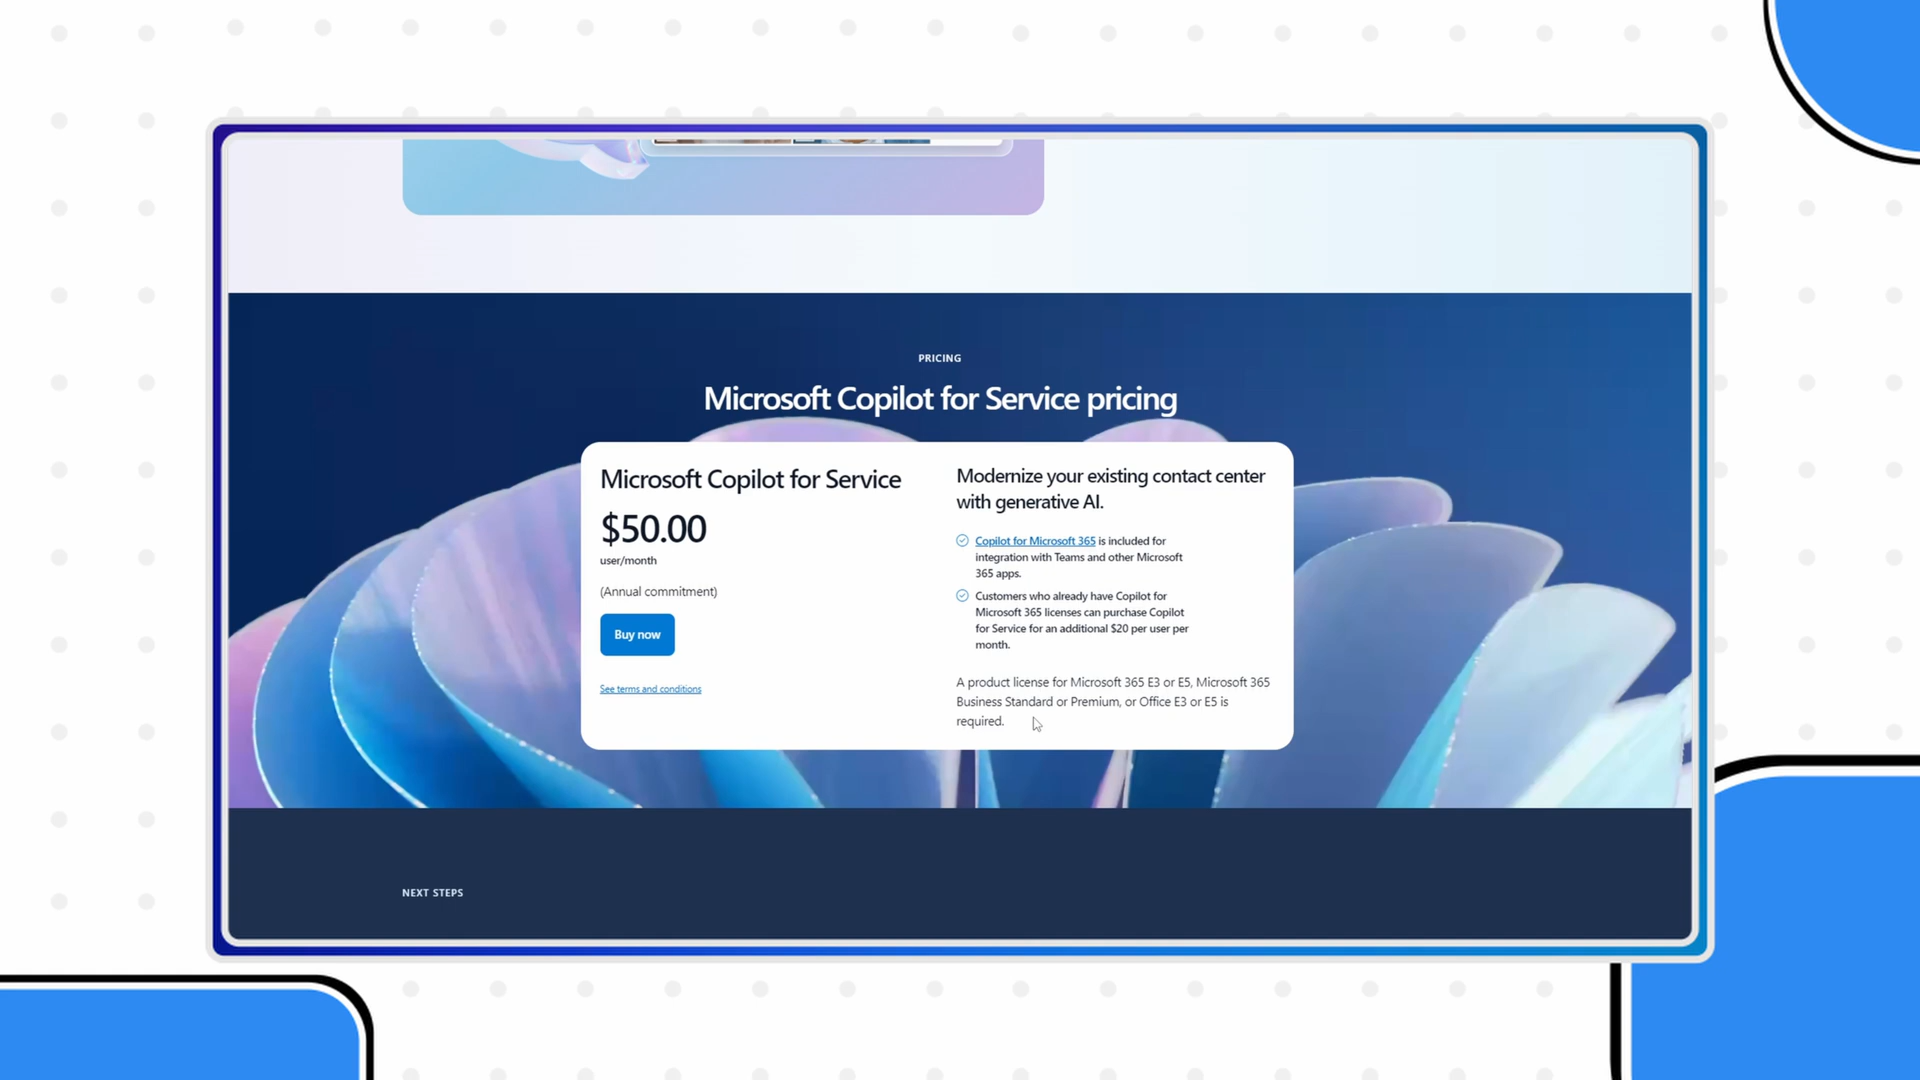 PRICING
Microsoft Copilot for Service pricing
Microsoft Copilot for Service
$50.00
user/month
(Annual commitment)
Buy now
See terms and conditions
Modernize your existing contact center
with generative AI.
Copilot for Microsoft 365 is included for
integration with Teams and other Microsoft
365 apps.
Customers who already have Copilot for
Microsoft 365 licenses can purchase Copilot
for Service for an additional $20 per user per
month.
A product license for Microsoft 365 E3 or E5, Microsoft 365
Business Standard or Premium, or Office E3 or E5 is
required.
NEXT STEPS